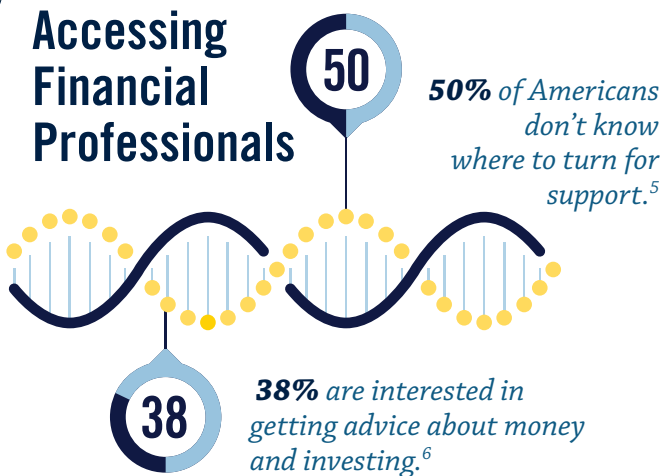 Accessing
Financial
Professionals
50
50% of Americans
don't know
where to turn for
support.5
38
38% are interested in
getting advice about money
and investing.6